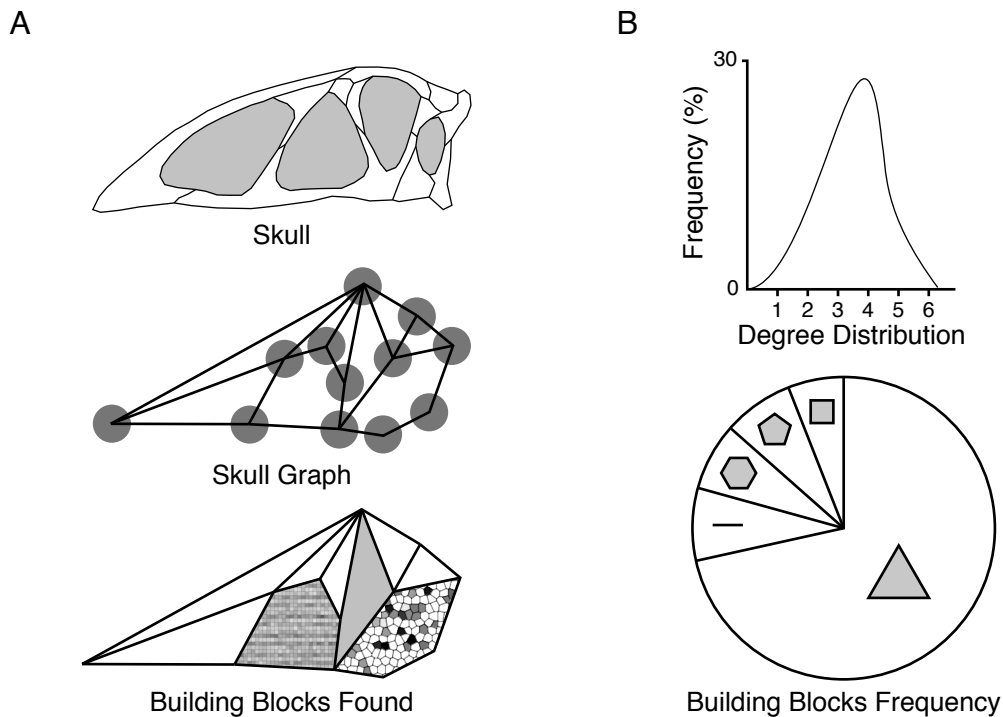 A
Skull
Skull Graph
Building Blocks Found
B
30
Frequency (%)
0
1 2 3 4 5 6
Degree Distribution
Building Blocks Frequency